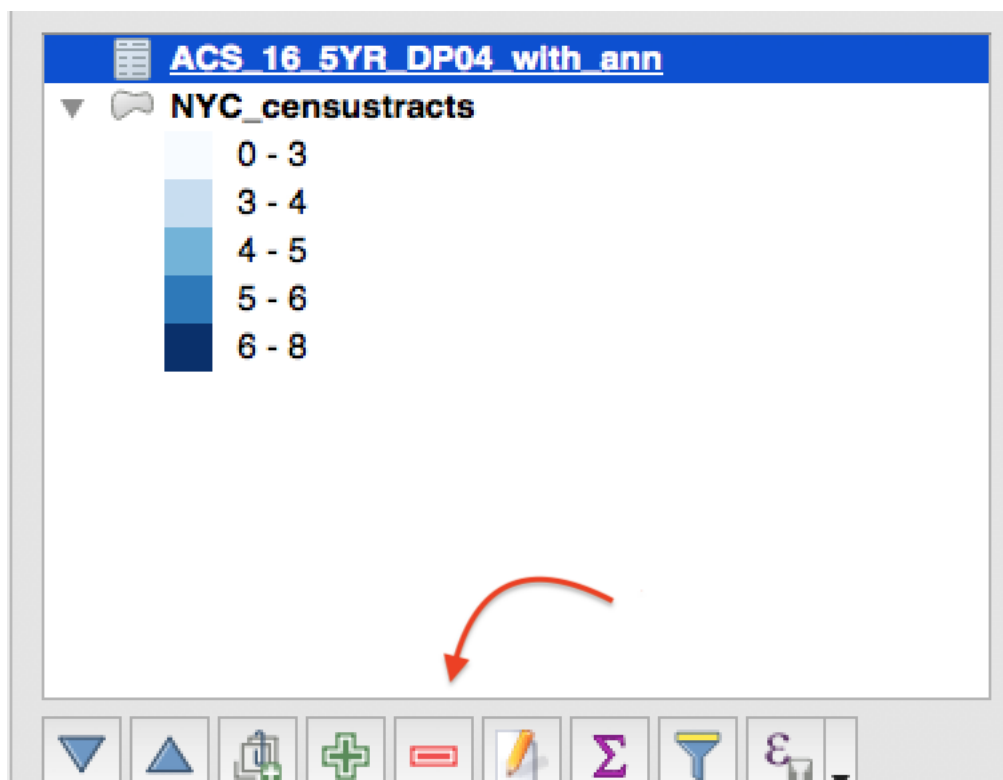 ACS_16_5YR_DP04_with_ann
NYC_censustracts
0 - 3
3 - 4
4 - 5
5 - 6
6 - 8
Σ
ε